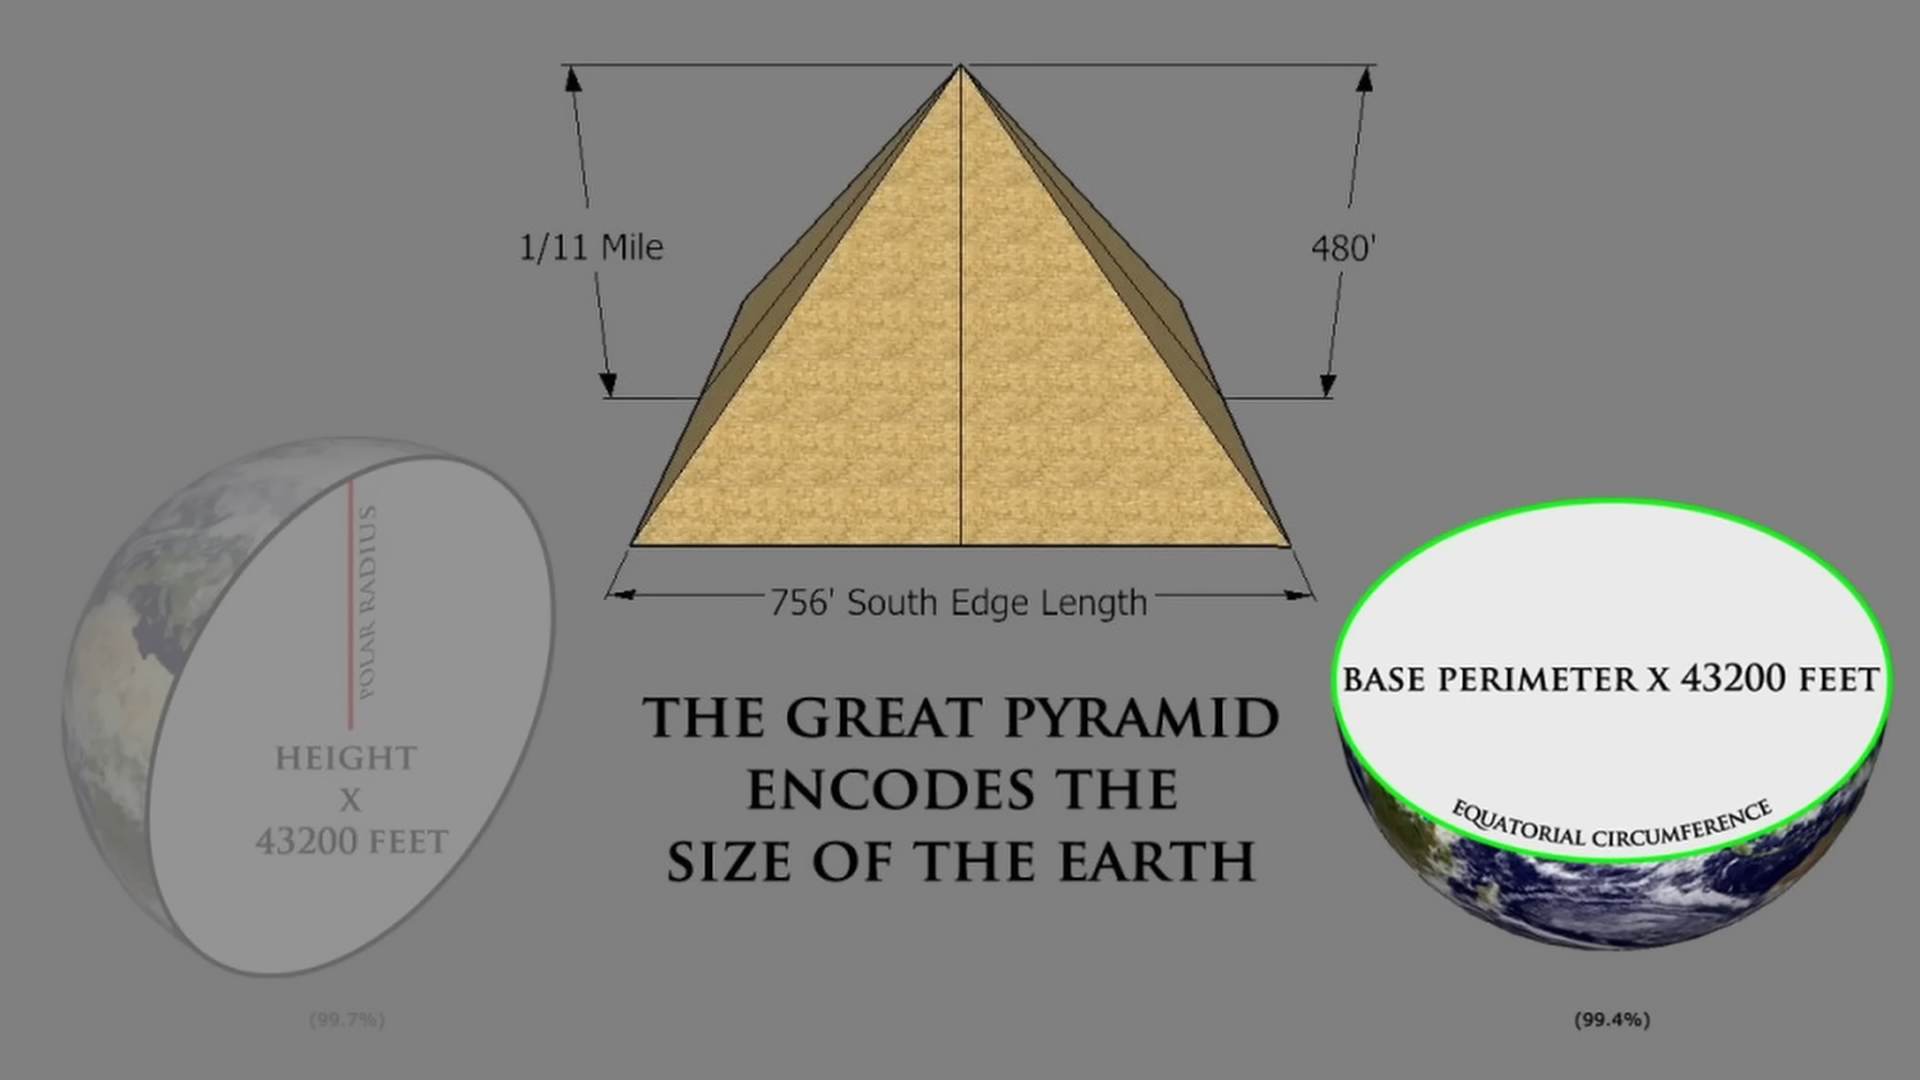 1/11 Mile
480'
756' South Edge Length
POLAR RADIUS
HEIGHT
X
43200 FEET
(99.7%)
THE GREAT PYRAMID
ENCODES THE
SIZE OF THE EARTH
BASE PERIMETER X 43200 FEET
EQUATORIAL CIRCUMFERENCE
(99.4%)